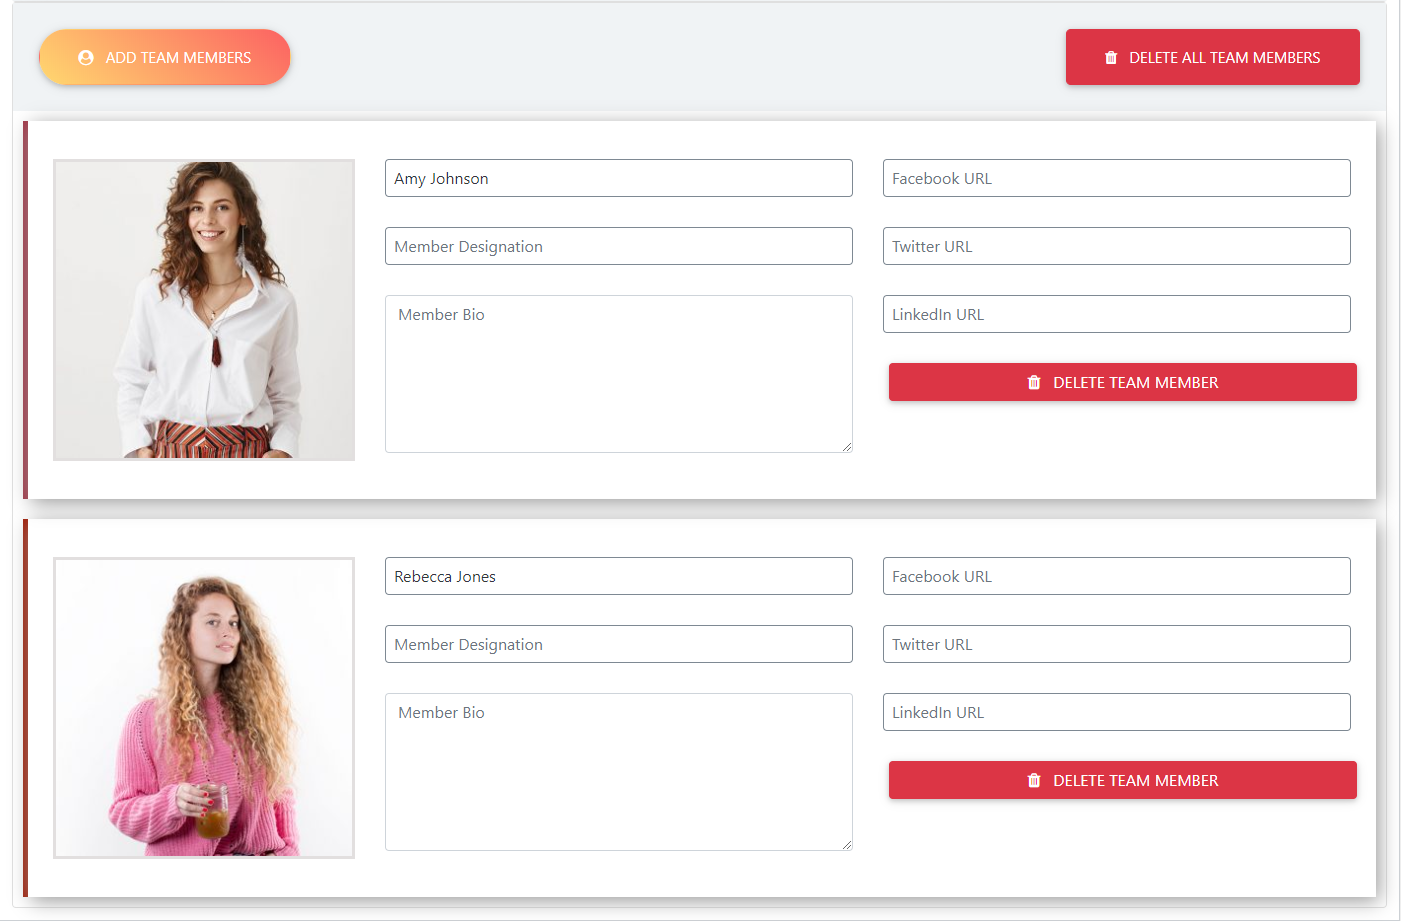 ADD TEAM MEMBERS
DELETE ALL TEAM MEMBERS
Amy Johnson
Facebook URL
Member Designation
Twitter URL
Member Bio
LinkedIn URL
DELETE TEAM MEMBER
Rebecca Jones
Facebook URL
Member Designation
Twitter URL
Member Bio
LinkedIn URL
DELETE TEAM MEMBER